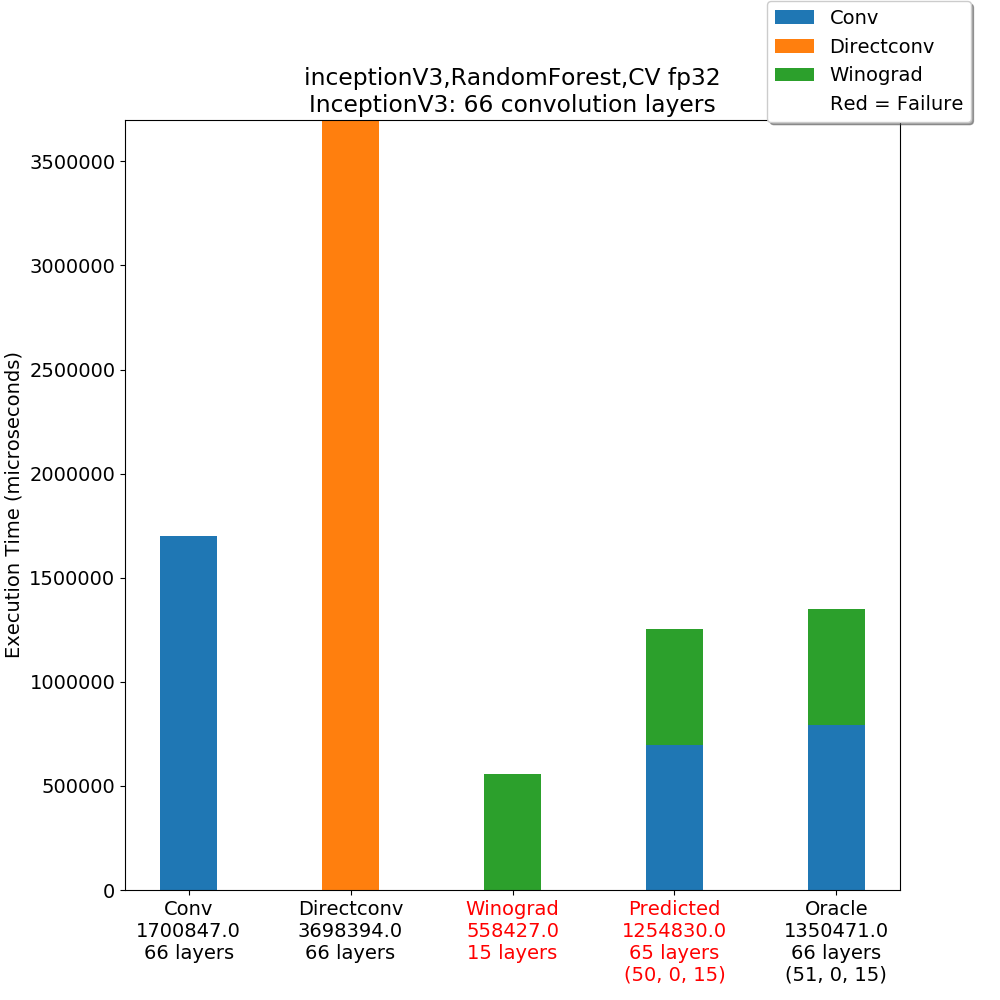 Conv
Directconv
Winograd
Red = Failure
inceptionV3,RandomForest,CV fp32
InceptionV3: 66 convolution layers
Execution Time (microseconds)
3500000
3000000
2500000
2000000
1500000
1000000
500000
0
Conv
1700847.0
66 layers
Directconv
3698394.0
66 layers
Winograd
558427.0
15 layers
Predicted
1254830.0
65 layers
(50, 0, 15)
Oracle
1350471.0
66 layers
(51, 0, 15)